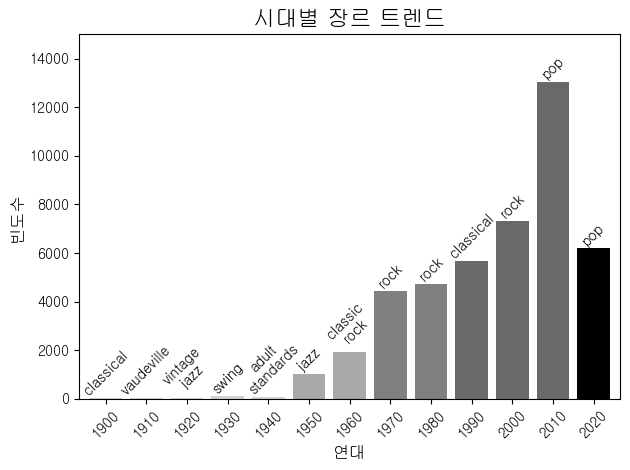 시대별 장르 트렌드
빈도수
14000
12000
10000
8000
6000
4000
2000
0
classical
vaudeville
vintage
jazz
swing
adult
standards
jazz
classic
rock
rock
rock
classical
rock
pop
pop
1900
1910
1920
1930
1940
1950
1960
1970
1980
1990
2000
2010
2020
연대